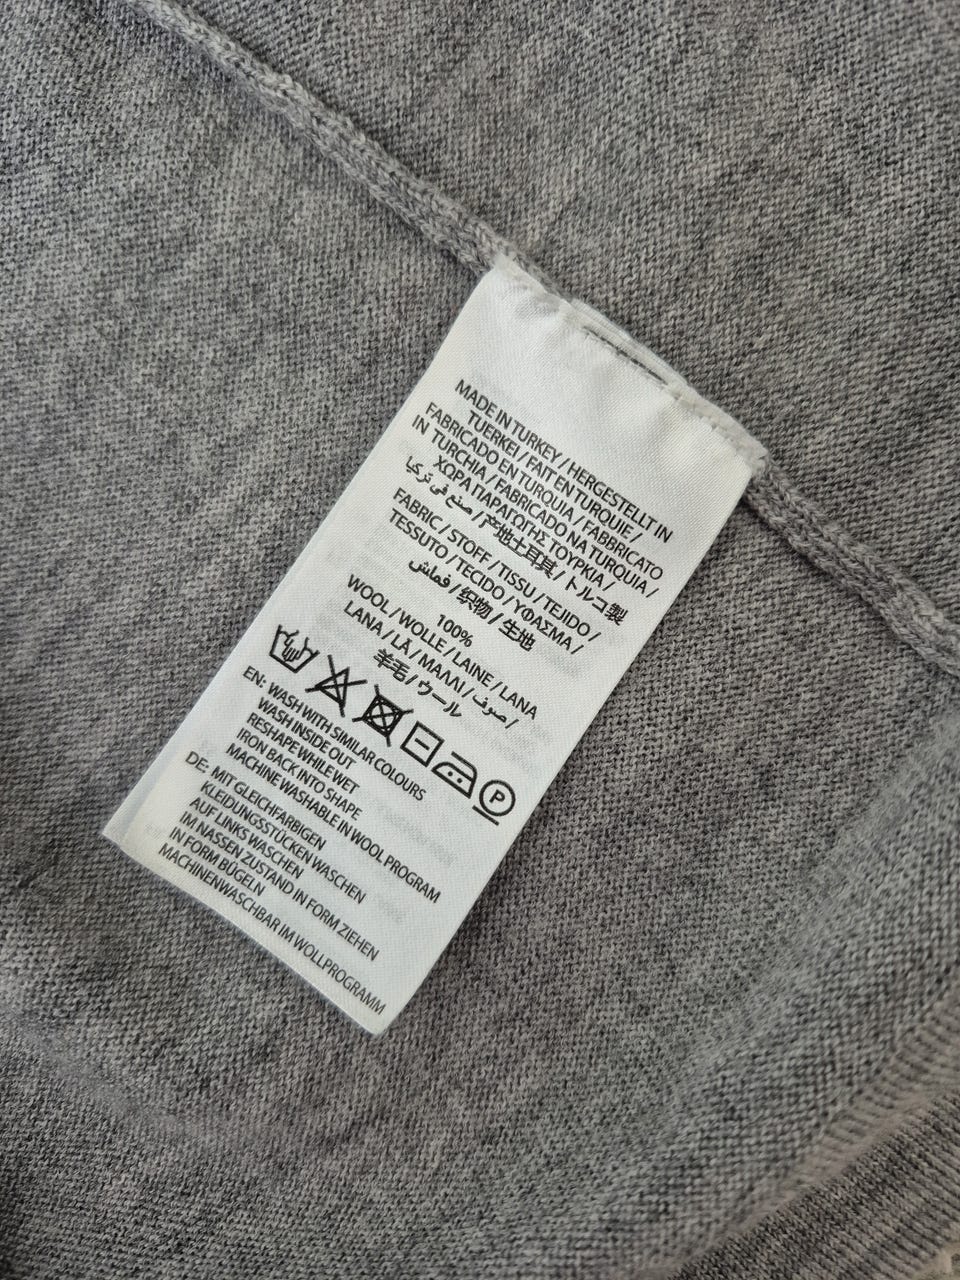 MADE IN TURKEY / HERGESTELLT IN
TUERKEI / FAIT EN TURQUIE /
FABRICADO EN TURQUIA / FABBRICATO
IN TURCHIA / FABRICADO NA TURQUIA /
ΧΩΡΑ ΠΑΡΑΓΩΓΗΣ ΤΟΥΡΚΙΑ /
صنع في تركيا / 产地土耳其 / トルコ製
FABRIC / STOFF / TISSU / TEJIDO /
TESSUTO / TECIDO / ΥΦΑΣΜΑ /
قماش / 织物 / 生地
100%
WOOL / WOLLE / LAINE / LANA
LANA / LÃ / ΜΑΛΛΙ / صوف /
羊毛 / ウール
P
EN: WASH WITH SIMILAR COLOURS
WASH INSIDE OUT
RESHAPE WHILE WET
IRON BACK INTO SHAPE
MACHINE WASHABLE IN WOOL PROGRAM
DE: MIT GLEICHFARBIGEN
KLEIDUNGSSTÜCKEN WASCHEN
AUF LINKS WASCHEN
IM NASSEN ZUSTAND IN FORM ZIEHEN
IN FORM BÜGELN
MACHINENWASCHBAR IM WOLLPROGRAMM